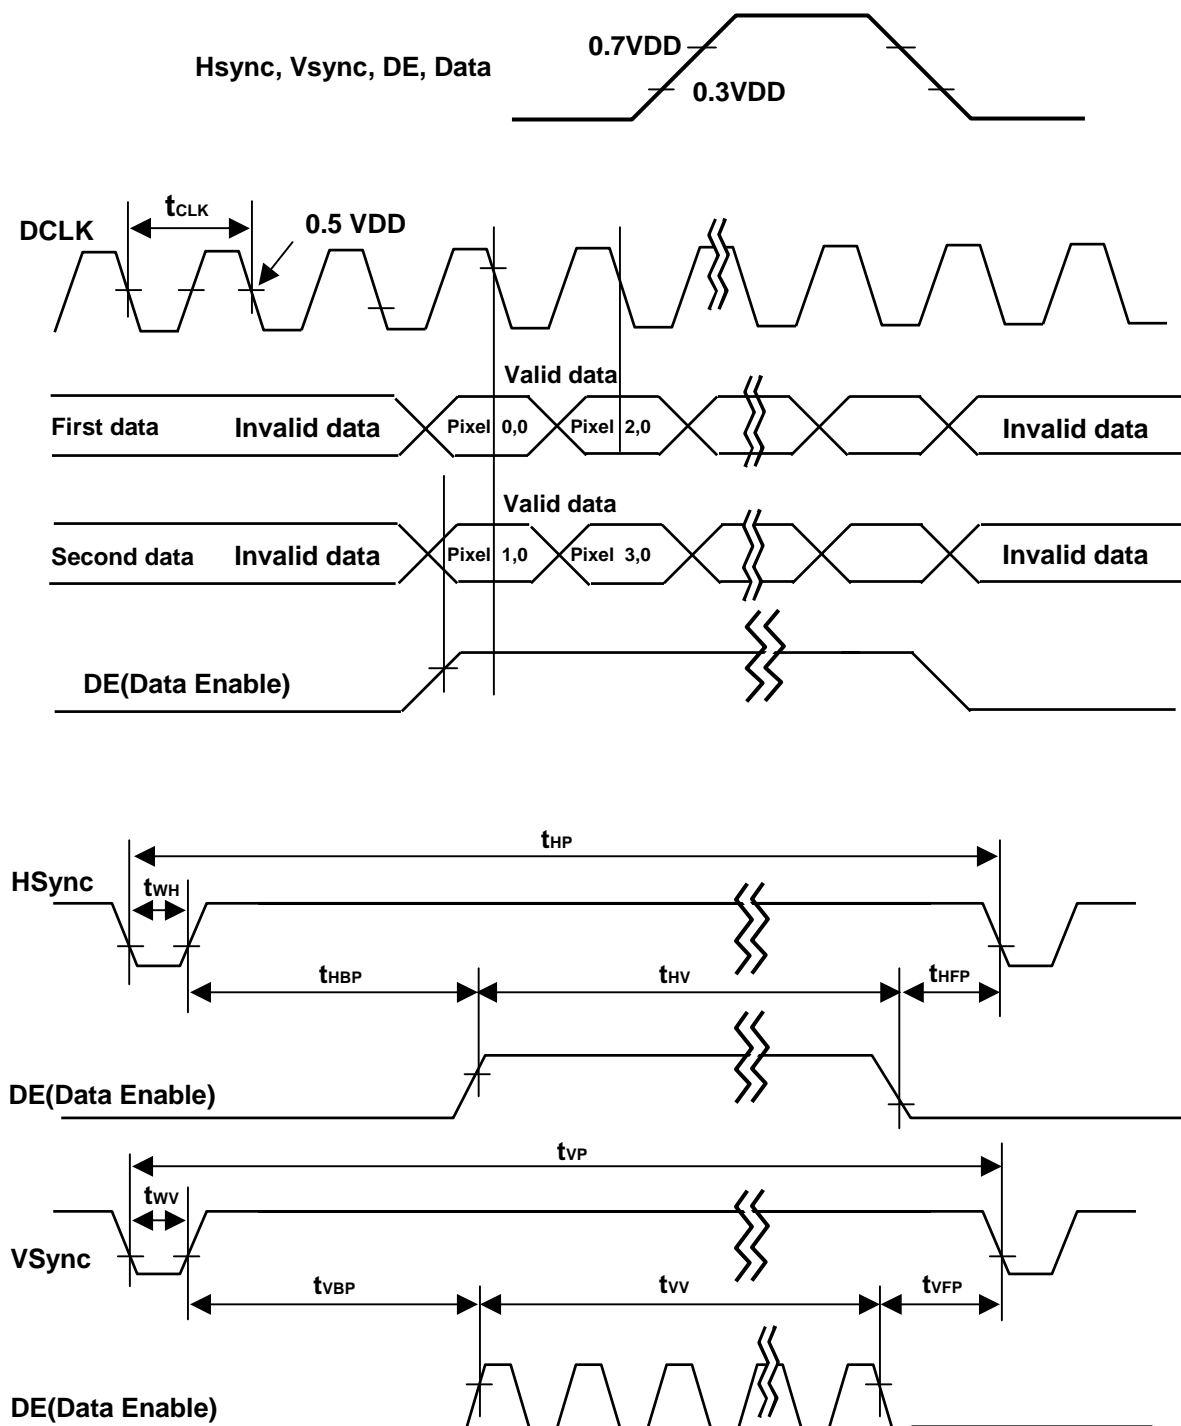 0.7VDD
Hsync, Vsync, DE, Data
0.3VDD
tCLK
0.5 VDD
DCLK
Valid data
First data Invalid data Pixel 0,0 Pixel 2,0 Invalid data
Valid data
Second data Invalid data Pixel 1,0 Pixel 3,0 Invalid data
DE(Data Enable)
tHP
HSync
tWH
tHBP tHV tHFP
DE(Data Enable)
tVP
tWV
VSync
tVBP tVV tVFP
DE(Data Enable)